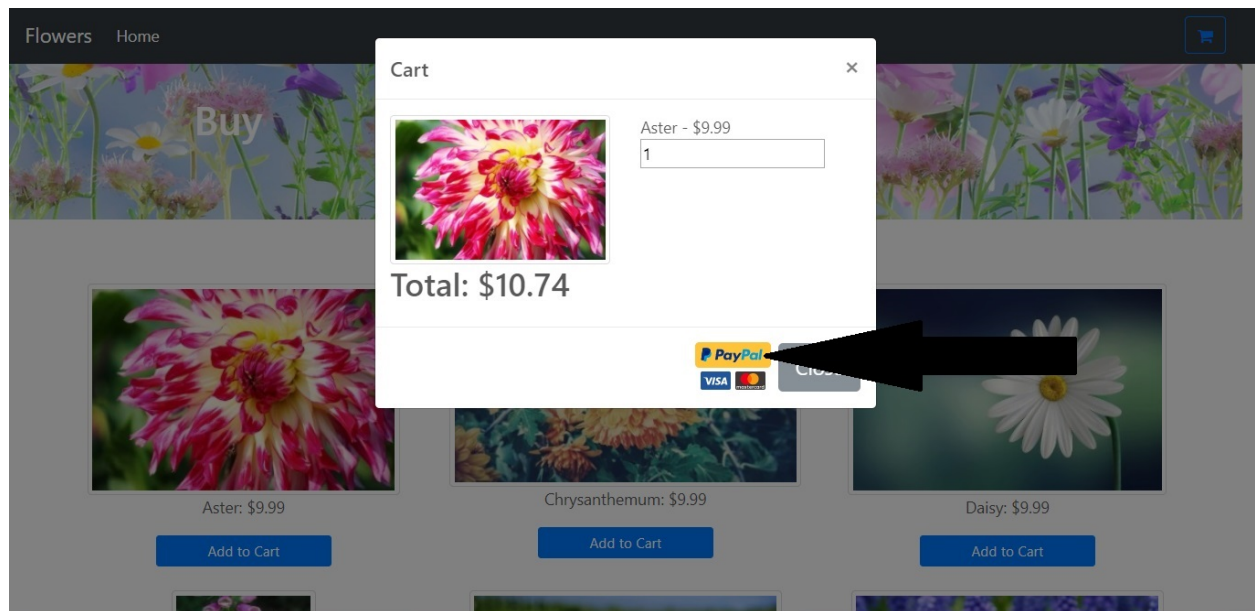 Flowers Home
Buy
Cart ×
Aster - $9.99
1
Total: $10.74
PayPal
VISA mastercard
Aster: $9.99
Chrysanthemum: $9.99
Daisy: $9.99
Add to Cart
Add to Cart
Add to Cart